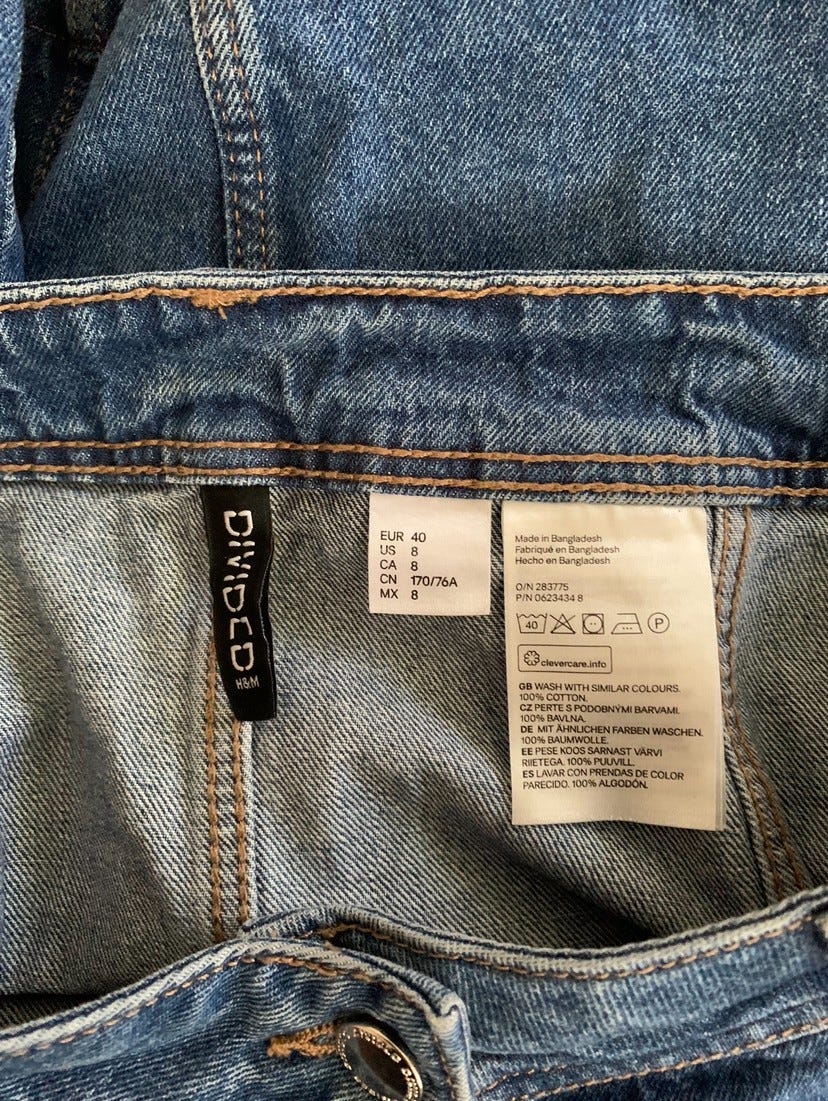 DIVIDED
H&M
EUR 40
US 8
CA 8
CN 170/76A
MX 8
Made in Bangladesh
Fabriqué en Bangladesh
Hecho en Bangladesh
O/N 283775
P/N 0623434 8
40 P
clevercare.info
GB WASH WITH SIMILAR COLOURS.
100% COTTON.
CZ PERTE S PODOBNÝMI BARVAMI.
100% BAVLNA.
DE MIT ÄHNLICHEN FARBEN WASCHEN.
100% BAUMWOLLE.
EE PESE KOOS SARNAST VÄRVI
RIIETEGA. 100% PUUVILL.
ES LAVAR CON PRENDAS DE COLOR
PARECIDO. 100% ALGODÓN.